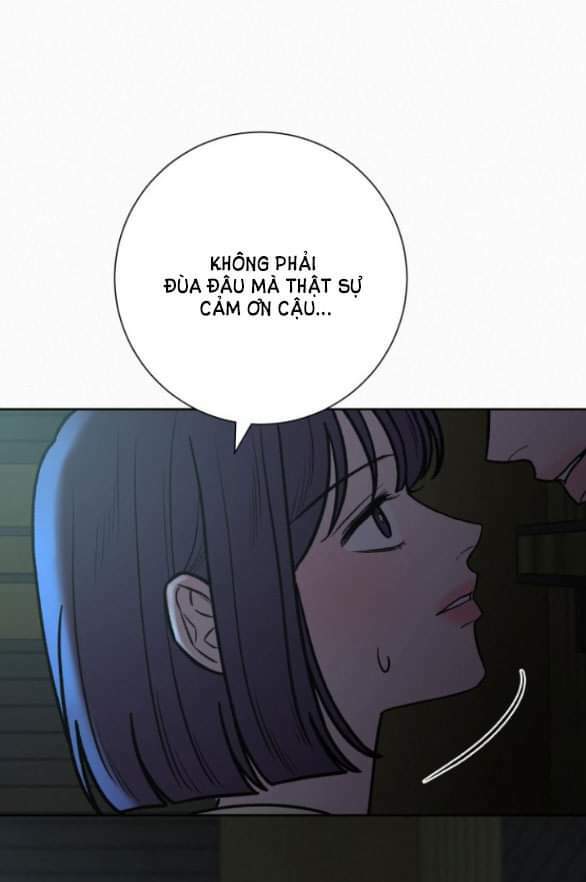 KHÔNG PHẢI
ĐÙA ĐÂU MÀ THẬT SỰ
CẢM ƠN CẬU...